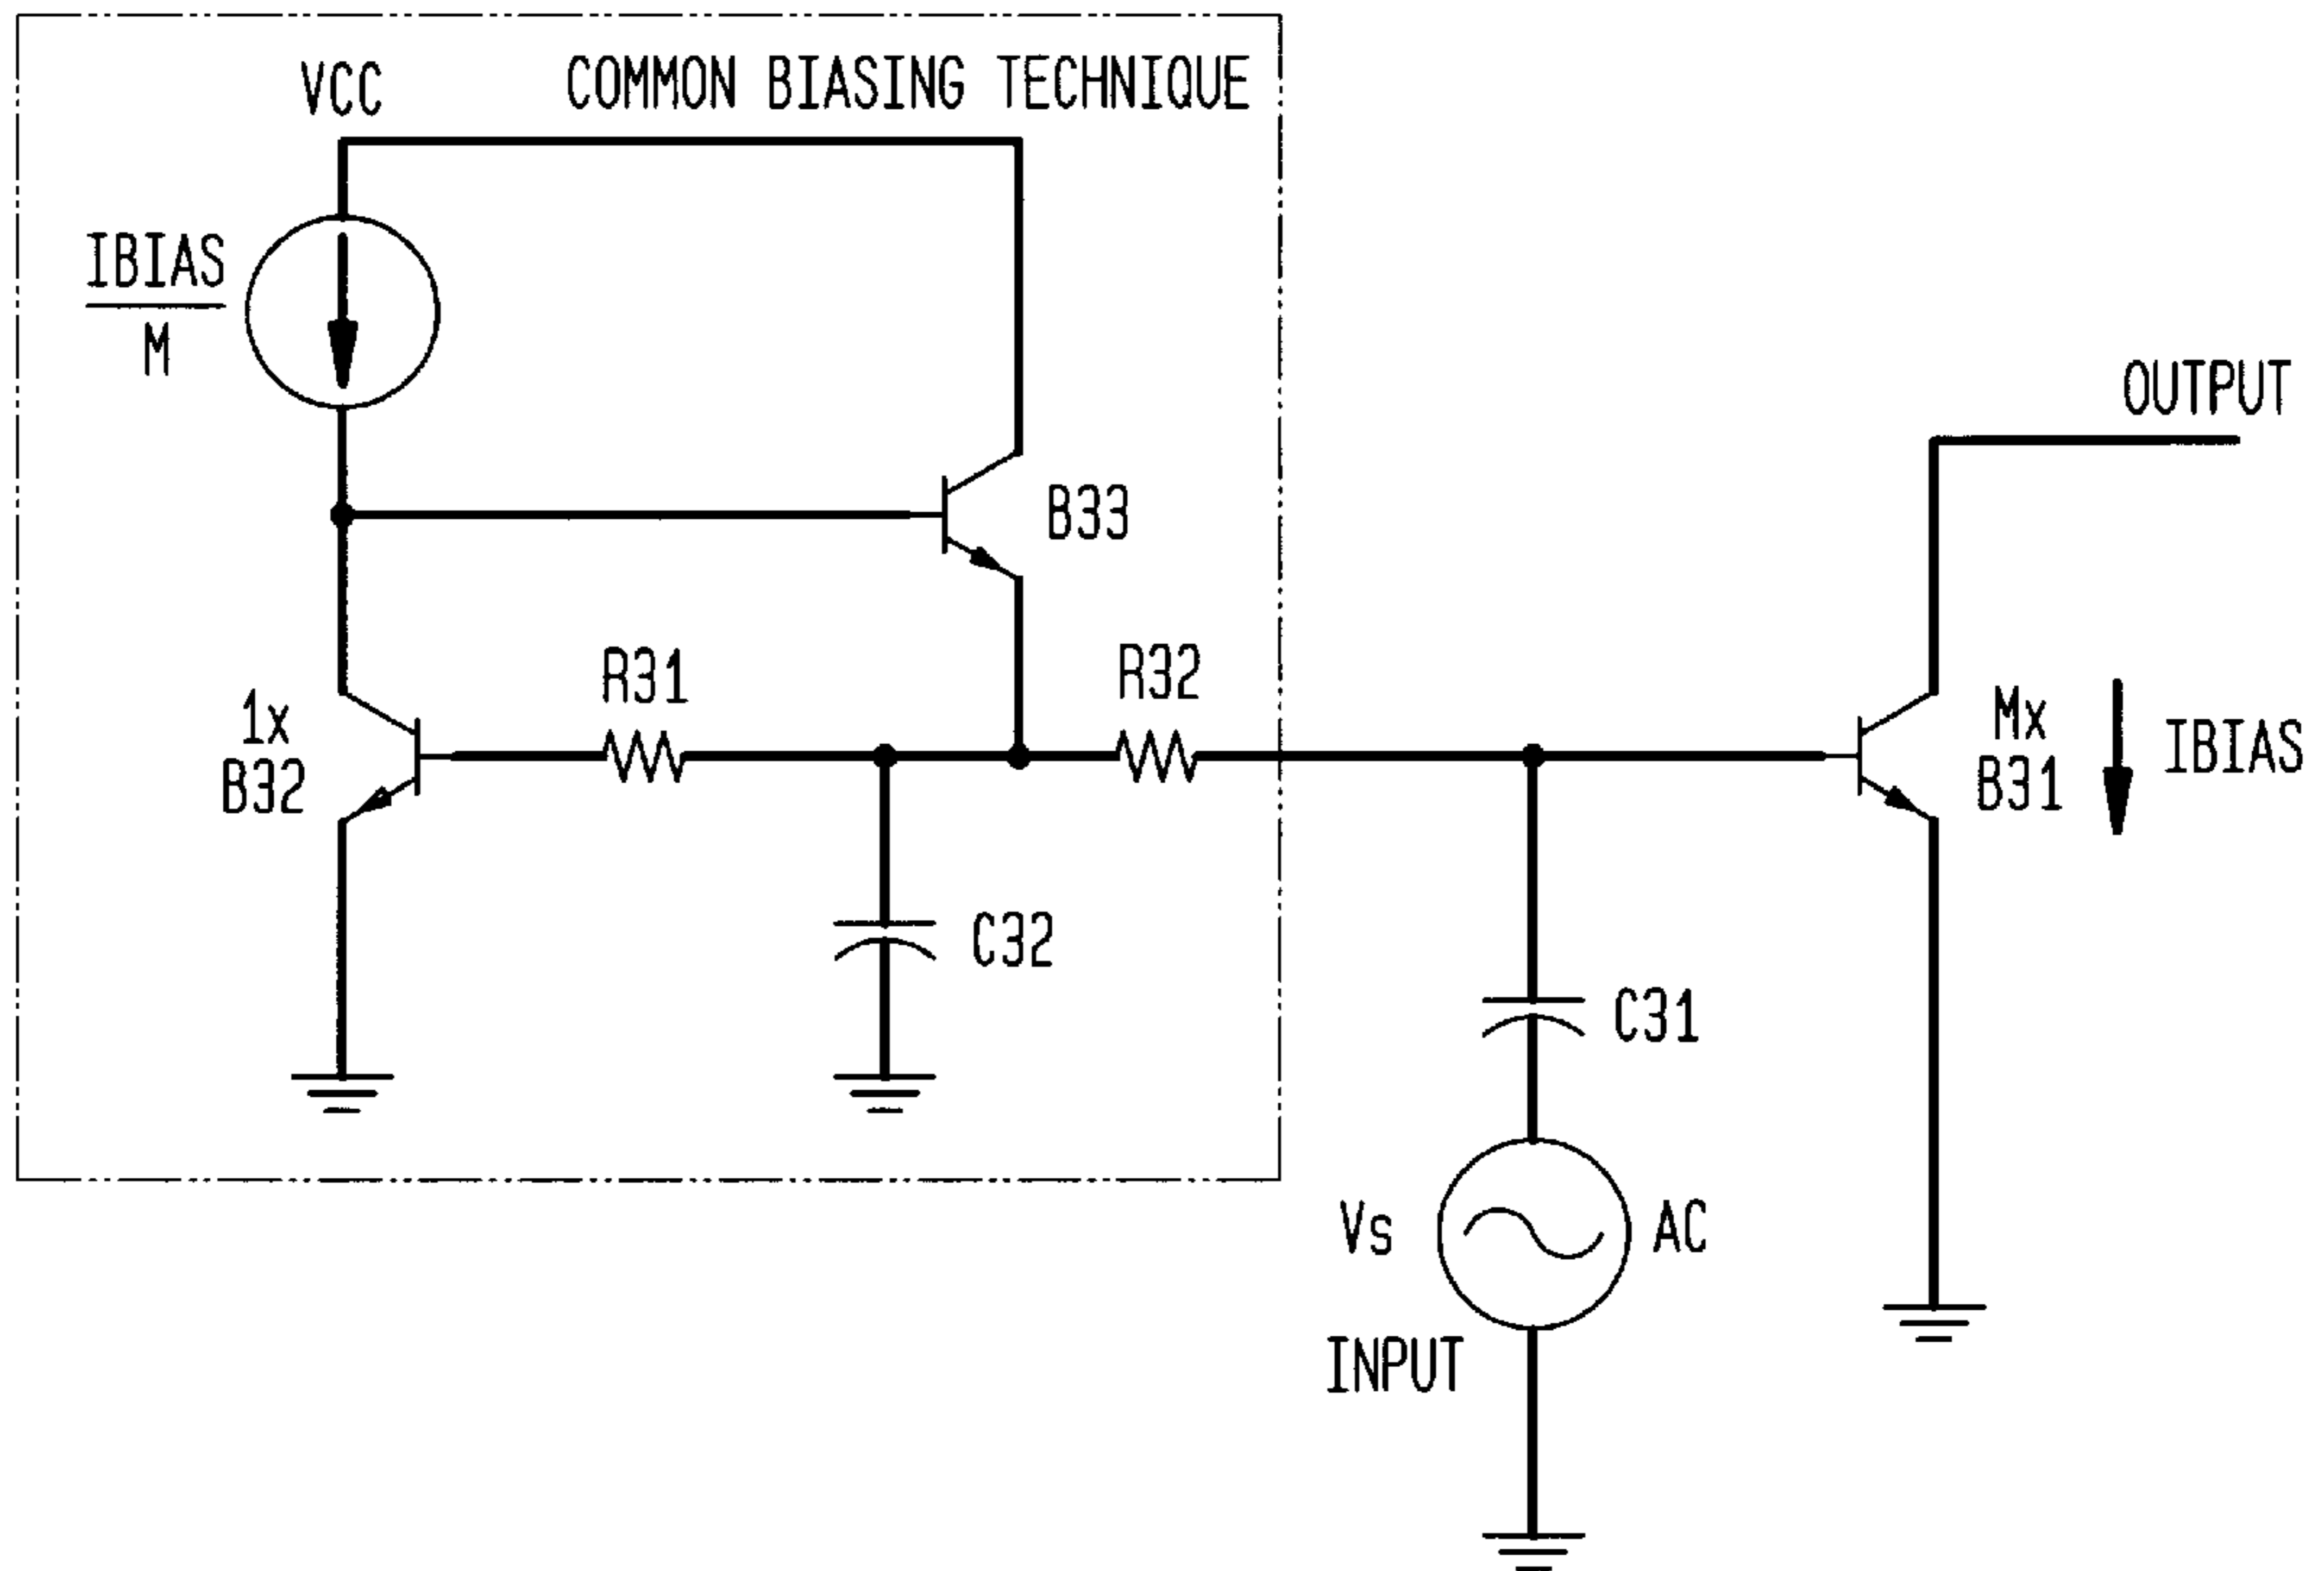 VCC
COMMON BIASING TECHNIQUE
IBIAS
M
OUTPUT
B33
R31
R32
1x
B32
Mx
B31
IBIAS
C32
C31
Vs
AC
INPUT